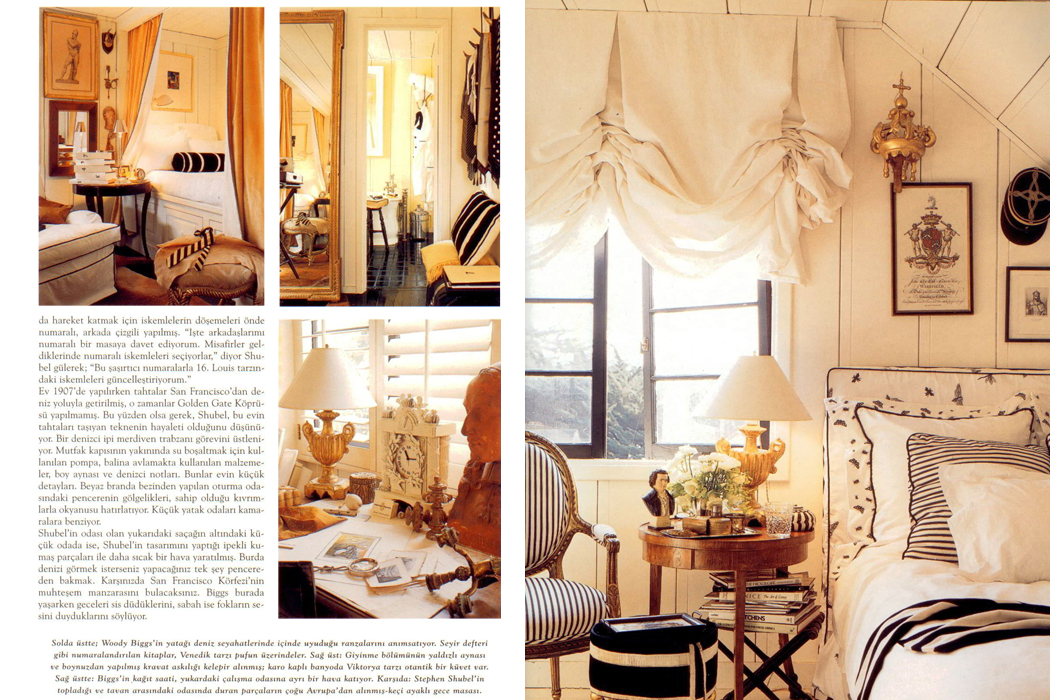 da hareket katmak için iskemlelerin döşemeleri önde
numaralı, arkada çizgili yapılmış. “İşte arkadaşlarımı
numaralı bir masaya davet ediyorum. Misafirler gel-
diklerinde numaralı iskemleleri seçiyorlar,” diyor Shu-
bel gülerek; “Bu şaşırtıcı numaralarla 16. Louis tarzın-
daki iskemleleri güncelleştiriyorum.”
Ev 1907’de yapılırken tahtalar San Francisco’dan de-
niz yoluyla getirilmiş, o zamanlar Golden Gate Köprü-
sü yapılmamış. Bu yüzden olsa gerek, Shubel, bu evin
tahtaları taşıyan teknenin hayaleti olduğunu düşünü-
yor. Bir denizci ipi merdiven trabzanı görevini üstleni-
yor. Mutfak kapısının yakınında su boşaltmak için kul-
lanılan pompa, balina avlamakta kullanılan malzeme-
ler, boy aynası ve denizci notları. Bunlar evin küçük
detayları. Beyaz branda bezinden yapılan oturma oda-
sındaki pencerenin gölgelikleri, sahip olduğu kıvrım-
larla okyanusu hatırlatıyor. Küçük yatak odaları kama-
ralara benziyor.
Shubel’in odası olan yukarıdaki saçağın altındaki kü-
çük odada ise, Shubel’in tasarımını yaptığı ipekli ku-
maş parçaları ile daha sıcak bir hava yaratılmış. Burda
denizi görmek isterseniz yapacağınız tek şey pencere-
den bakmak. Karşınızda San Francisco Körfezi’nin
muhteşem manzarasını bulacaksınız. Biggs burada
yaşarken geceleri sis düdüklerini, sabah ise fokların se-
sini duyduklarını söylüyor.
Solda üstte; Woody Biggs’in yatağı deniz seyahatlerinde içinde uyuduğu ranzalarını anımsatıyor. Seyir defteri
gibi numaralandırılan kitaplar, Venedik tarzı pufun üzerindeler. Sağ üst: Giyinme bölümünün yaldızlı aynası
ve boynuzdan yapılmış kravat askılığı kelepir alınmış; karo kaplı banyoda Viktorya tarzı otantik bir küvet var.
Sağ üstte: Biggs’in kağıt saati, yukardaki çalışma odasına ayrı bir hava katıyor. Karşıda: Stephen Shubel’in
topladığı ve tavan arasındaki odasında duran parçaların çoğu Avrupa’dan alınmış-keçi ayaklı gece masası.